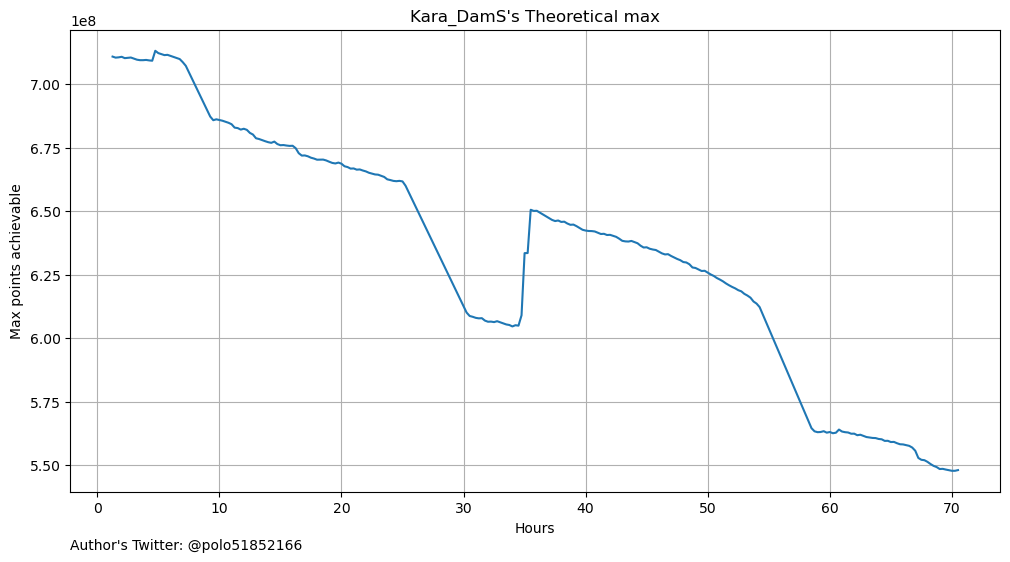 Kara_DamS's Theoretical max
1e8
7.00
6.75
6.50
6.25
6.00
5.75
5.50
Max points achievable
0 10 20 30 40 50 60 70
Hours
Author's Twitter: @polo51852166